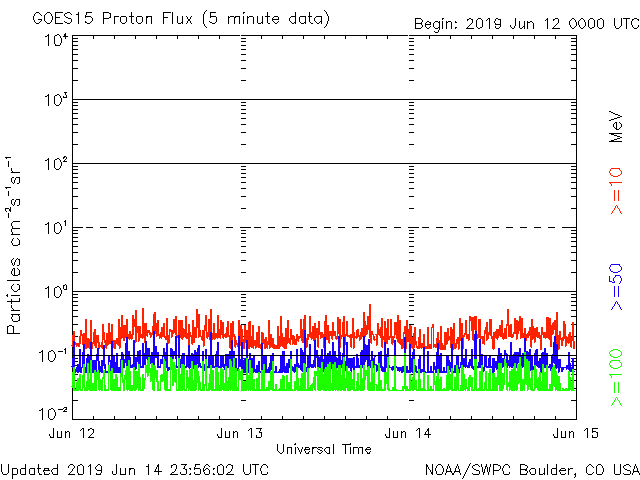 GOES15 Proton Flux (5 minute data)
Begin: 2019 Jun 12 0000 UTC
10⁴
10³
10²
10¹
10⁰
10⁻¹
10⁻²
Particles cm⁻²s⁻¹sr⁻¹
MeV
>=10
>=50
>=100
Jun 12
Jun 13
Jun 14
Jun 15
Universal Time
Updated 2019 Jun 14 23:56:02 UTC
NOAA/SWPC Boulder, CO USA